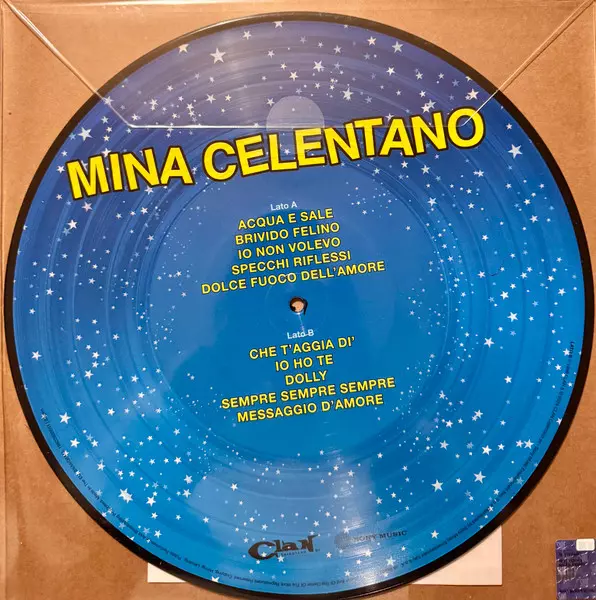 MINA CELENTANO
Lato A
ACQUA E SALE
BRIVIDO FELINO
IO NON VOLEVO
SPECCHI RIFLESSI
DOLCE FUOCO DELL'AMORE
Lato B
CHE T'AGGIA DI'
IO HO TE
DOLLY
SEMPRE SEMPRE SEMPRE
MESSAGGIO D'AMORE
Clan
MUSIC